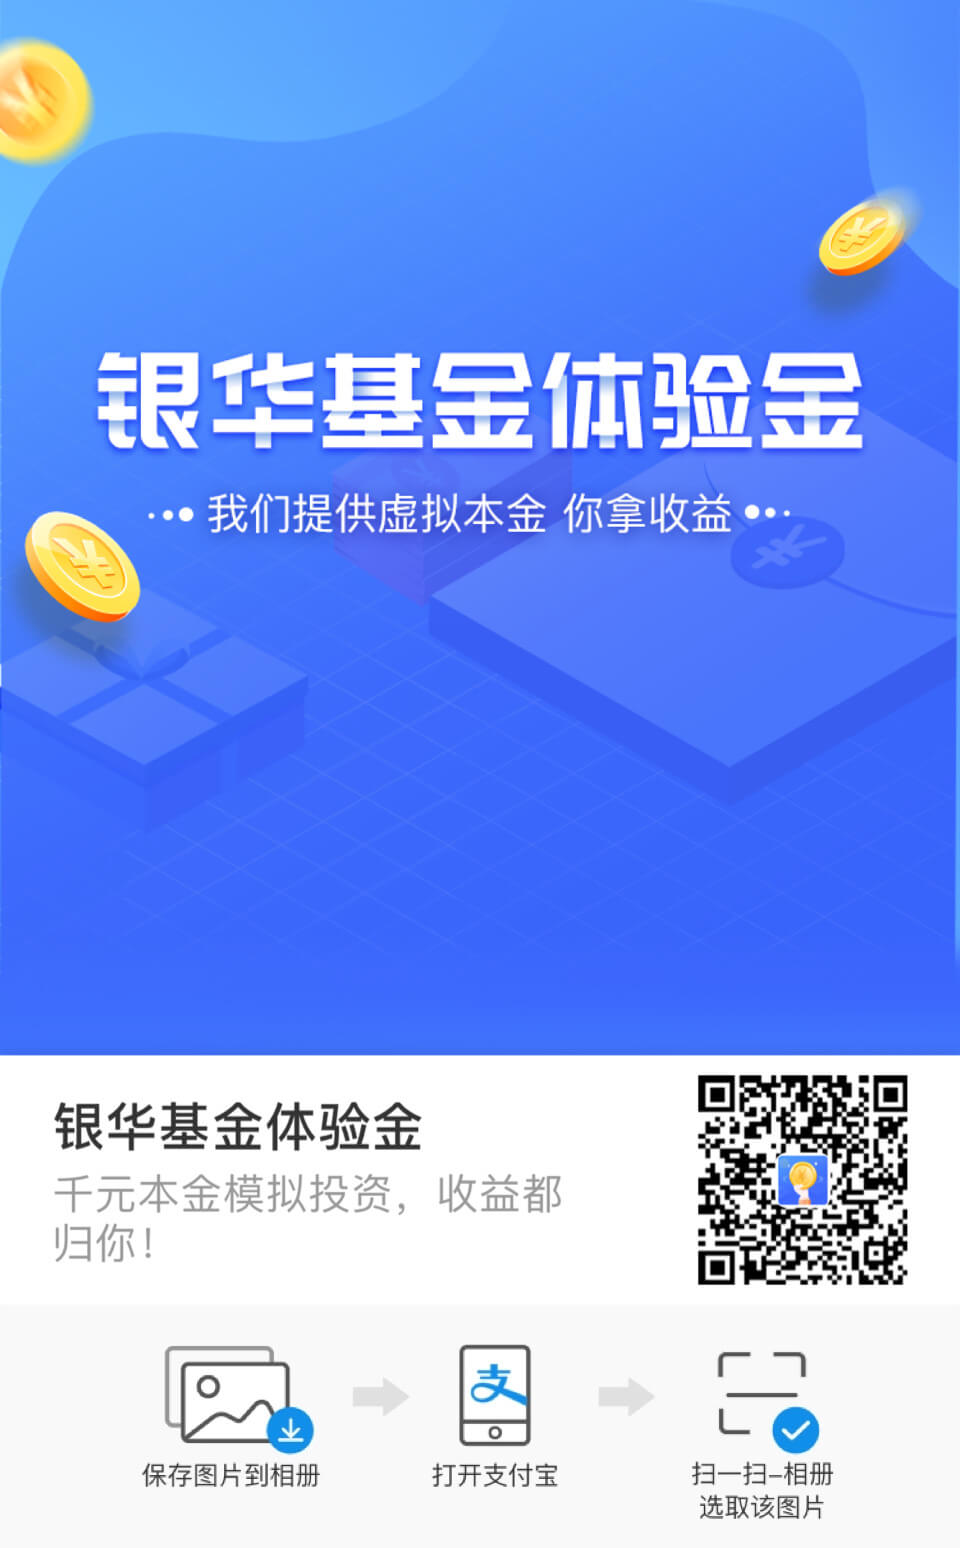 银华基金体验金
我们提供虚拟本金 你拿收益
银华基金体验金
千元本金模拟投资，收益都
归你！
保存图片到相册
打开支付宝
扫一扫–相册
选取该图片